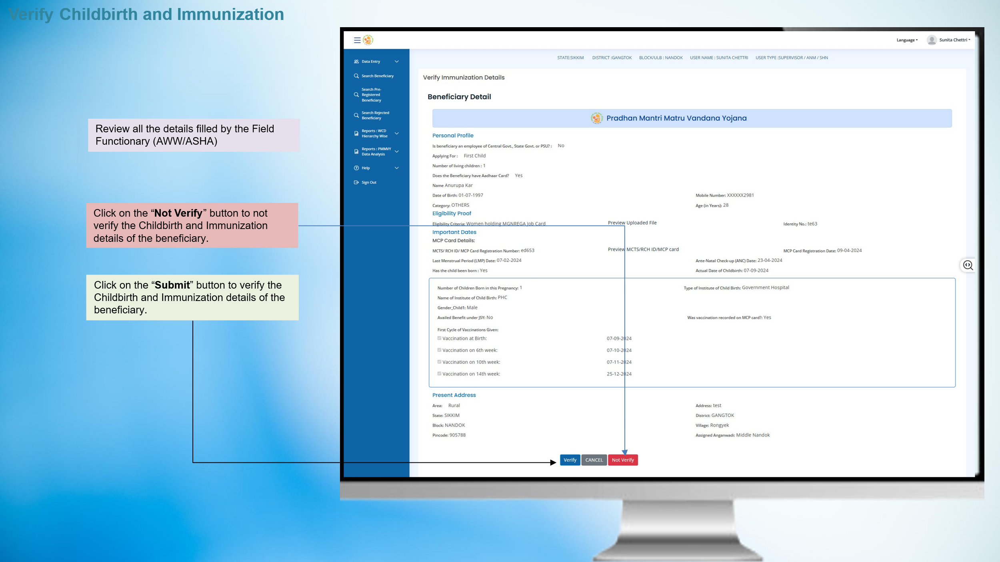 Verify Childbirth and Immunization
Review all the details filled by the Field
Functionary (AWW/ASHA)
Click on the “Not Verify” button to not
verify the Childbirth and Immunization
details of the beneficiary.
Click on the “Submit” button to verify the
Childbirth and Immunization details of the
beneficiary.
Language
Sunita Chettri
Data Entry
Search Beneficiary
Search Pre-
Registered
Beneficiary
Search Rejected
Beneficiary
Reports : WCD
Hierarchy Wise
Reports : PMMVY
Data Analysis
Help
Sign Out
STATE:SIKKIM DISTRICT :GANGTOK BLOCK/ULB : NANDOK USER NAME : SUNITA CHETTRI USER TYPE :SUPERVISOR / ANM / SHN
Verify Immunization Details
Beneficiary Detail
Pradhan Mantri Matru Vandana Yojana
Personal Profile
Is beneficiary an employee of Central Govt., State Govt. or PSU? : No
Applying For : First Child
Number of living children : 1
Does the Beneficiary have Aadhaar Card? Yes
Name Anurupa Kar
Date of Birth: 01-07-1997 Mobile Number: XXXXXX2981
Category: OTHERS Age (in Years): 28
Eligibility Proof
Eligibility Criteria: Women holding MGNREGA Job Card Preview Uploaded File Identity No.: te63
Important Dates
MCP Card Details:
MCTS/ RCH ID/ MCP Card Registration Number: ed653 Preview MCTS/RCH ID/MCP card MCP Card Registration Date: 09-04-2024
Last Menstrual Period (LMP) Date: 07-02-2024 Ante-Natal Check-up (ANC) Date: 23-04-2024
Has the child been born : Yes Actual Date of Childbirth: 07-09-2024
Number of Children Born in this Pregnancy: 1 Type of Institute of Child Birth: Government Hospital
Name of Institute of Child Birth: PHC
Gender_Child1: Male
Availed Benefit under JSY: No Was vaccination recorded on MCP card?: Yes
First Cycle of Vaccinations Given:
Vaccination at Birth: 07-09-2024
Vaccination on 6th week: 07-10-2024
Vaccination on 10th week: 07-11-2024
Vaccination on 14th week: 25-12-2024
Present Address
Area: Rural Address: test
State: SIKKIM District: GANGTOK
Block: NANDOK Village: Rongyek
Pincode: 905788 Assigned Anganwadi: Middle Nandok
Verify CANCEL Not Verify